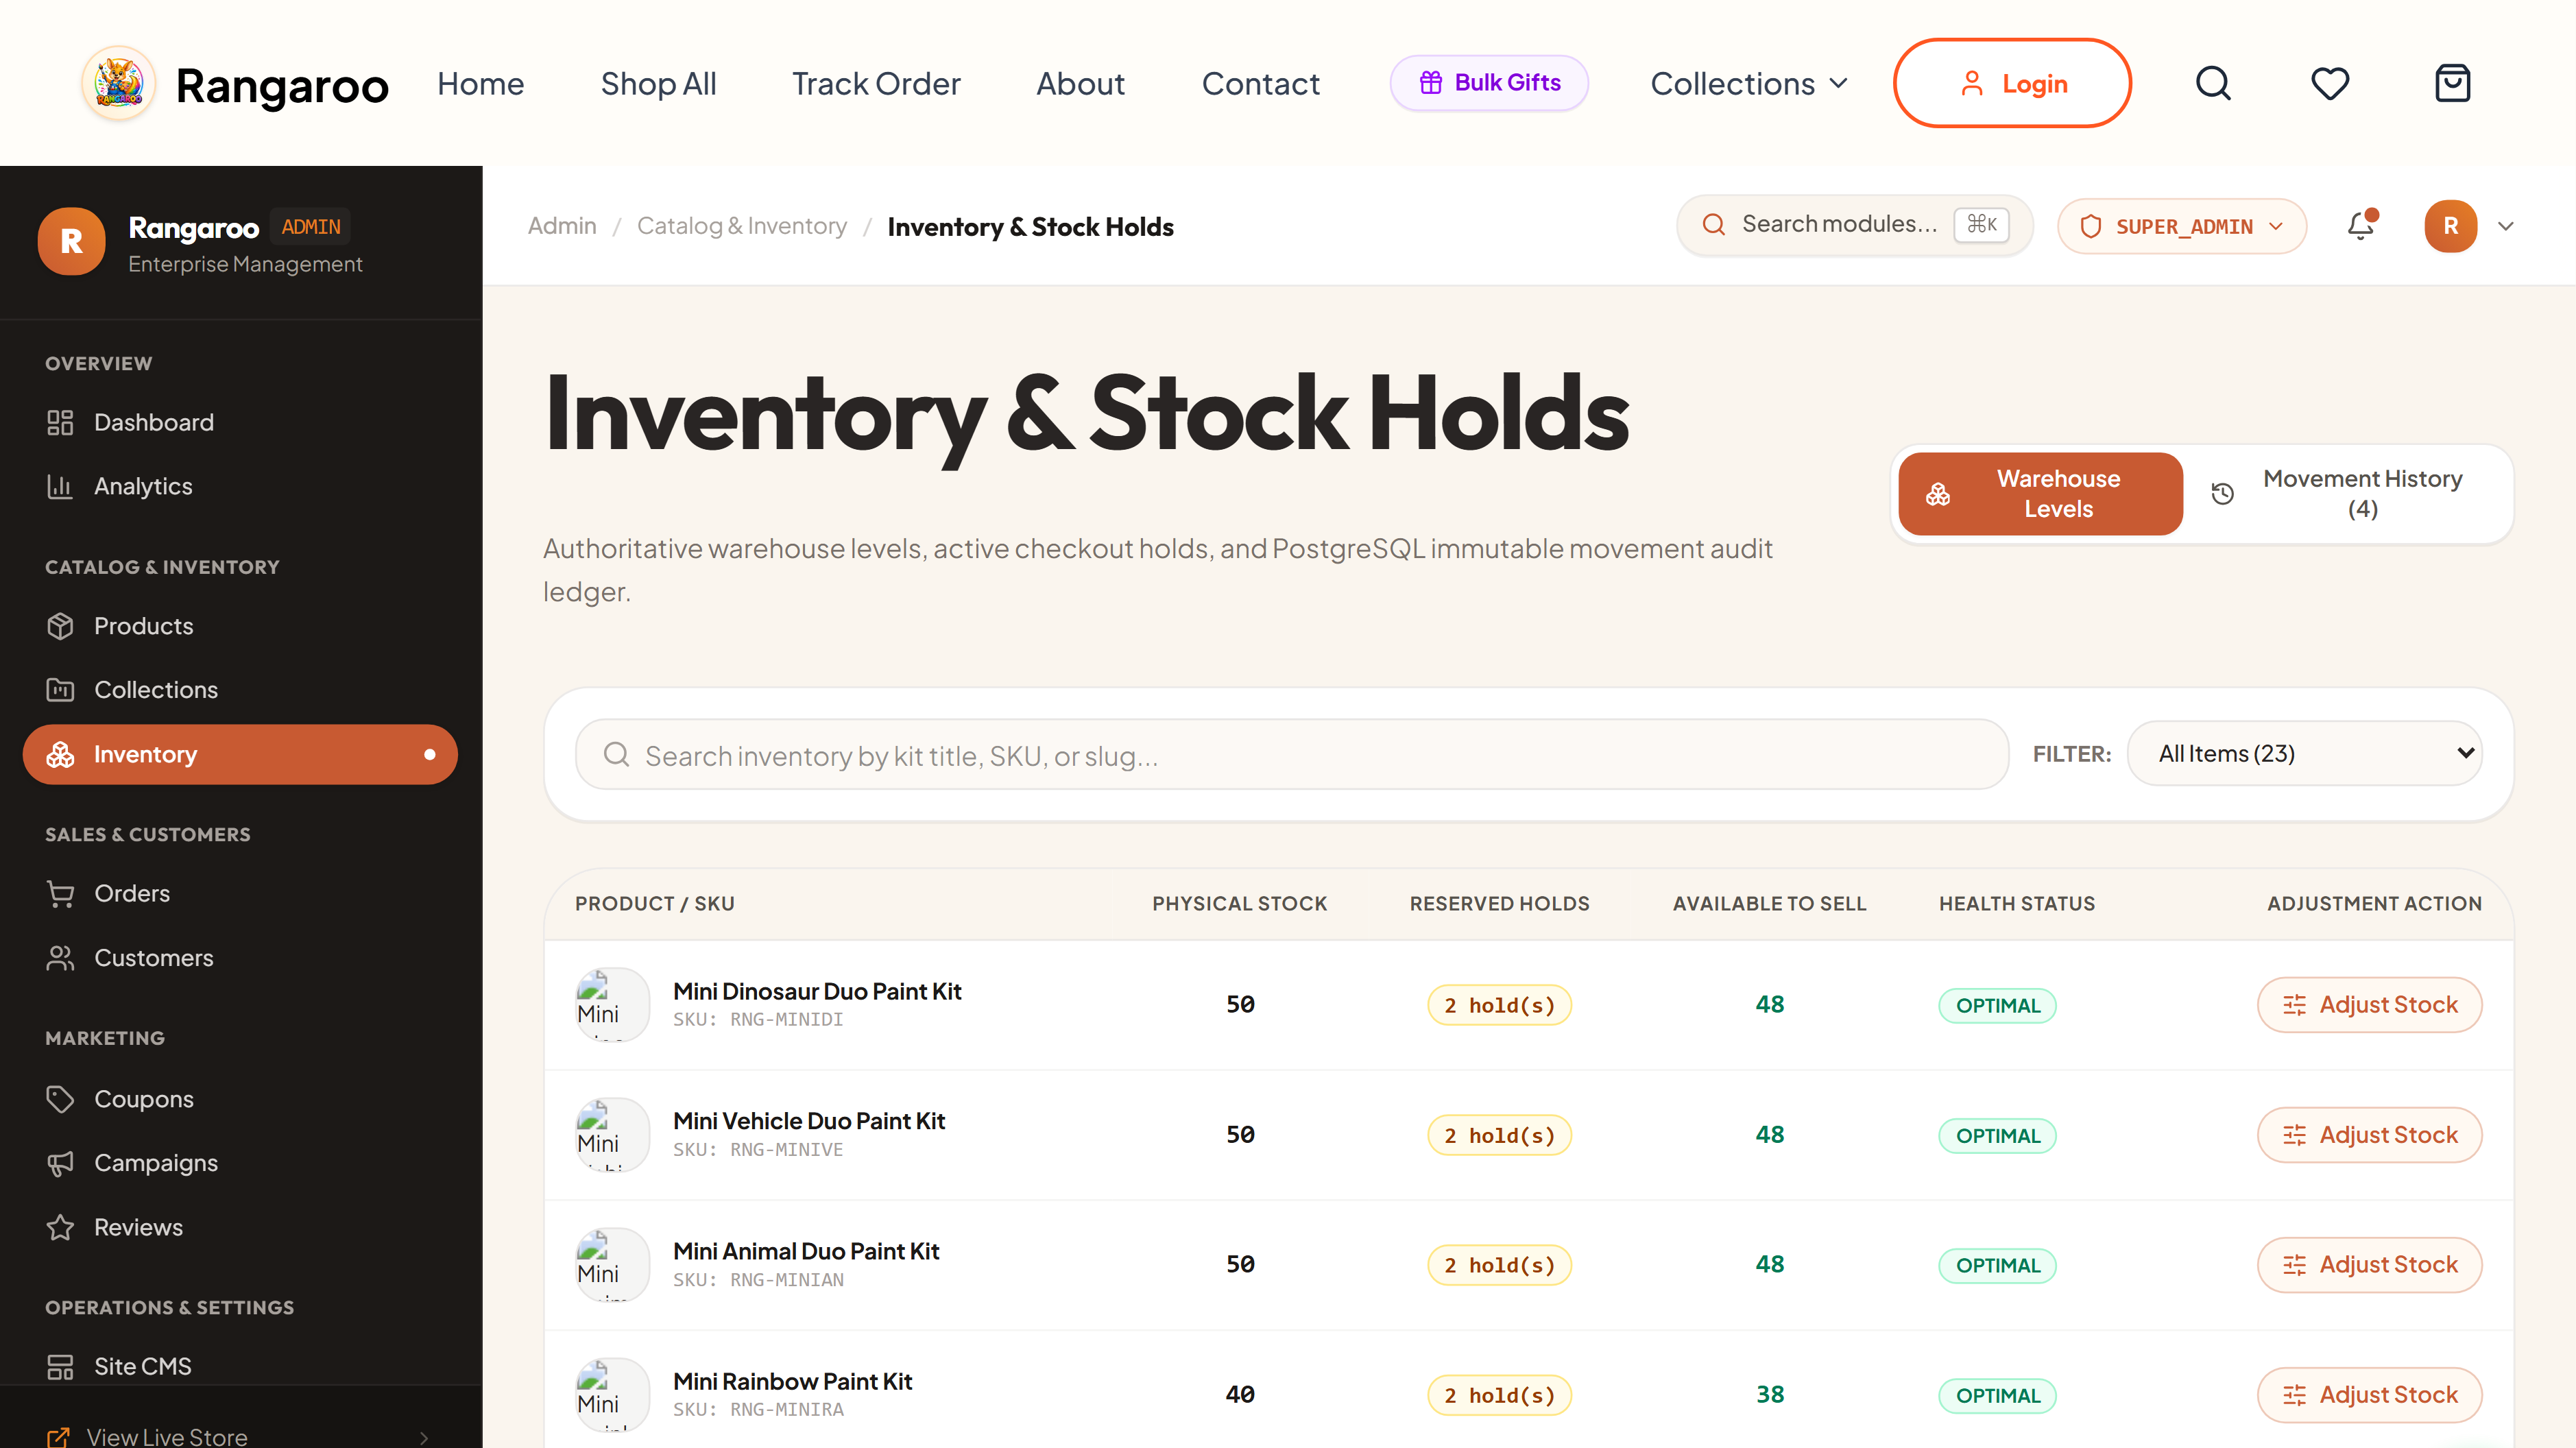 Rangaroo
Home
Shop All
Track Order
About
Contact
Bulk Gifts
Collections
Login
R
Rangaroo ADMIN
Enterprise Management
Admin / Catalog & Inventory / Inventory & Stock Holds
Search modules... ⌘K
SUPER_ADMIN
R
OVERVIEW
Dashboard
Analytics
CATALOG & INVENTORY
Products
Collections
Inventory
SALES & CUSTOMERS
Orders
Customers
MARKETING
Coupons
Campaigns
Reviews
OPERATIONS & SETTINGS
Site CMS
View Live Store
Inventory & Stock Holds
Authoritative warehouse levels, active checkout holds, and PostgreSQL immutable movement audit
ledger.
Warehouse
Levels
Movement History
(4)
Search inventory by kit title, SKU, or slug...
FILTER: All Items (23)
PRODUCT / SKU PHYSICAL STOCK RESERVED HOLDS AVAILABLE TO SELL HEALTH STATUS ADJUSTMENT ACTION
Mini
Mini Dinosaur Duo Paint Kit
SKU: RNG-MINIDI
50 2 hold(s) 48 OPTIMAL Adjust Stock
Mini
Mini Vehicle Duo Paint Kit
SKU: RNG-MINIVE
50 2 hold(s) 48 OPTIMAL Adjust Stock
Mini
Mini Animal Duo Paint Kit
SKU: RNG-MINIAN
50 2 hold(s) 48 OPTIMAL Adjust Stock
Mini
Mini Rainbow Paint Kit
SKU: RNG-MINIRA
40 2 hold(s) 38 OPTIMAL Adjust Stock